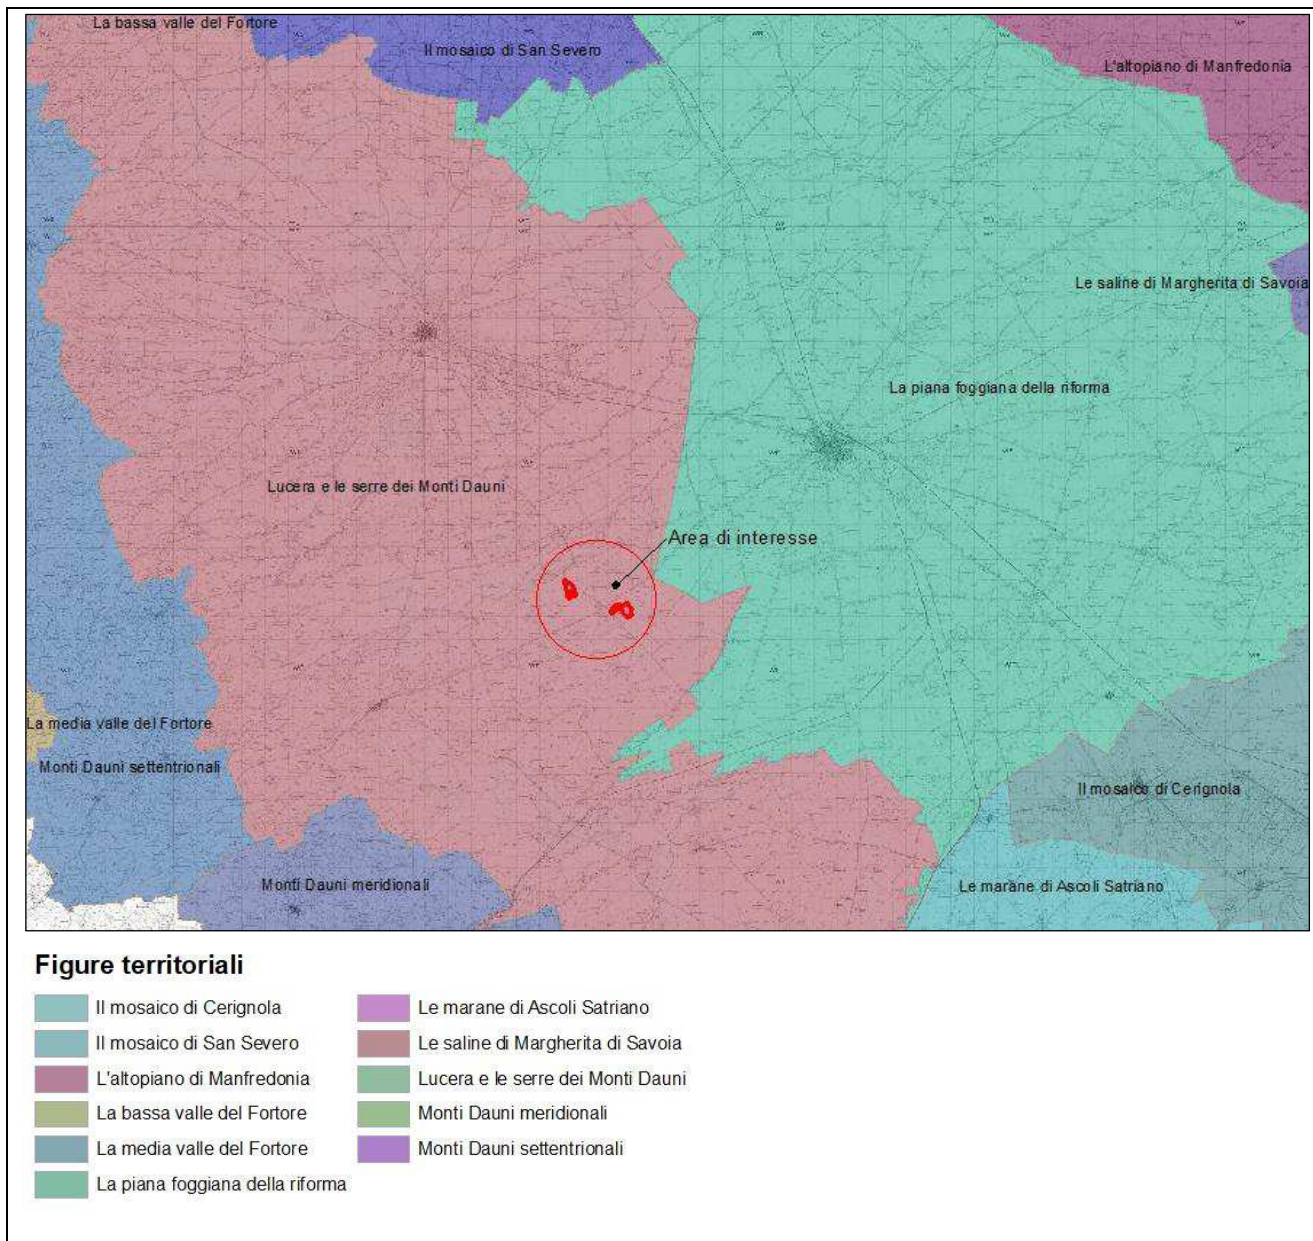 La bassa valle del Fortore
Il mosaico di San Severo
L'altopiano di Manfredonia
Le saline di Margherita di Savoia
La piana foggiana della riforma
Lucera e le serre dei Monti Dauni
Area di interesse
La media valle del Fortore
Monti Dauni settentrionali
Il mosaico di Cerignola
Monti Dauni meridionali
Le marane di Ascoli Satriano
Figure territoriali
Il mosaico di Cerignola
Il mosaico di San Severo
L'altopiano di Manfredonia
La bassa valle del Fortore
La media valle del Fortore
La piana foggiana della riforma
Le marane di Ascoli Satriano
Le saline di Margherita di Savoia
Lucera e le serre dei Monti Dauni
Monti Dauni meridionali
Monti Dauni settentrionali